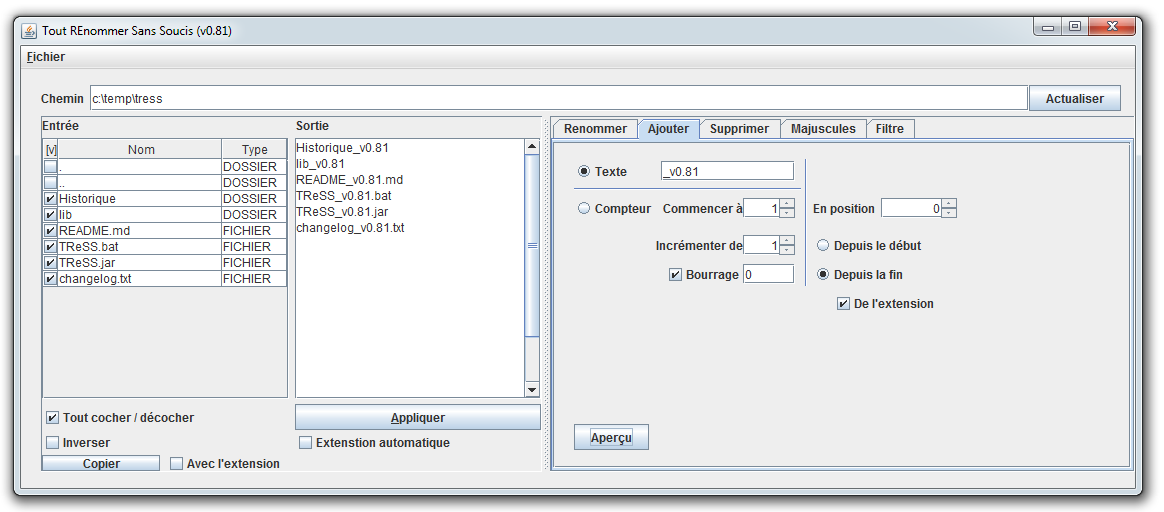 Tout REnommer Sans Soucis (v0.81)
Fichier
Chemin c:\temp\tress Actualiser
Entrée
[v] Nom Type
. DOSSIER
.. DOSSIER
Historique DOSSIER
lib DOSSIER
README.md FICHIER
TReSS.bat FICHIER
TReSS.jar FICHIER
changelog.txt FICHIER
Tout cocher / décocher
Inverser
Copier Avec l'extension
Sortie
Historique_v0.81
lib_v0.81
README_v0.81.md
TReSS_v0.81.bat
TReSS_v0.81.jar
changelog_v0.81.txt
Appliquer
Extenstion automatique
Renommer Ajouter Supprimer Majuscules Filtre
Texte _v0.81
Compteur Commencer à 1
Incrémenter de 1
Bourrage 0
En position 0
Depuis le début
Depuis la fin
De l'extension
Aperçu